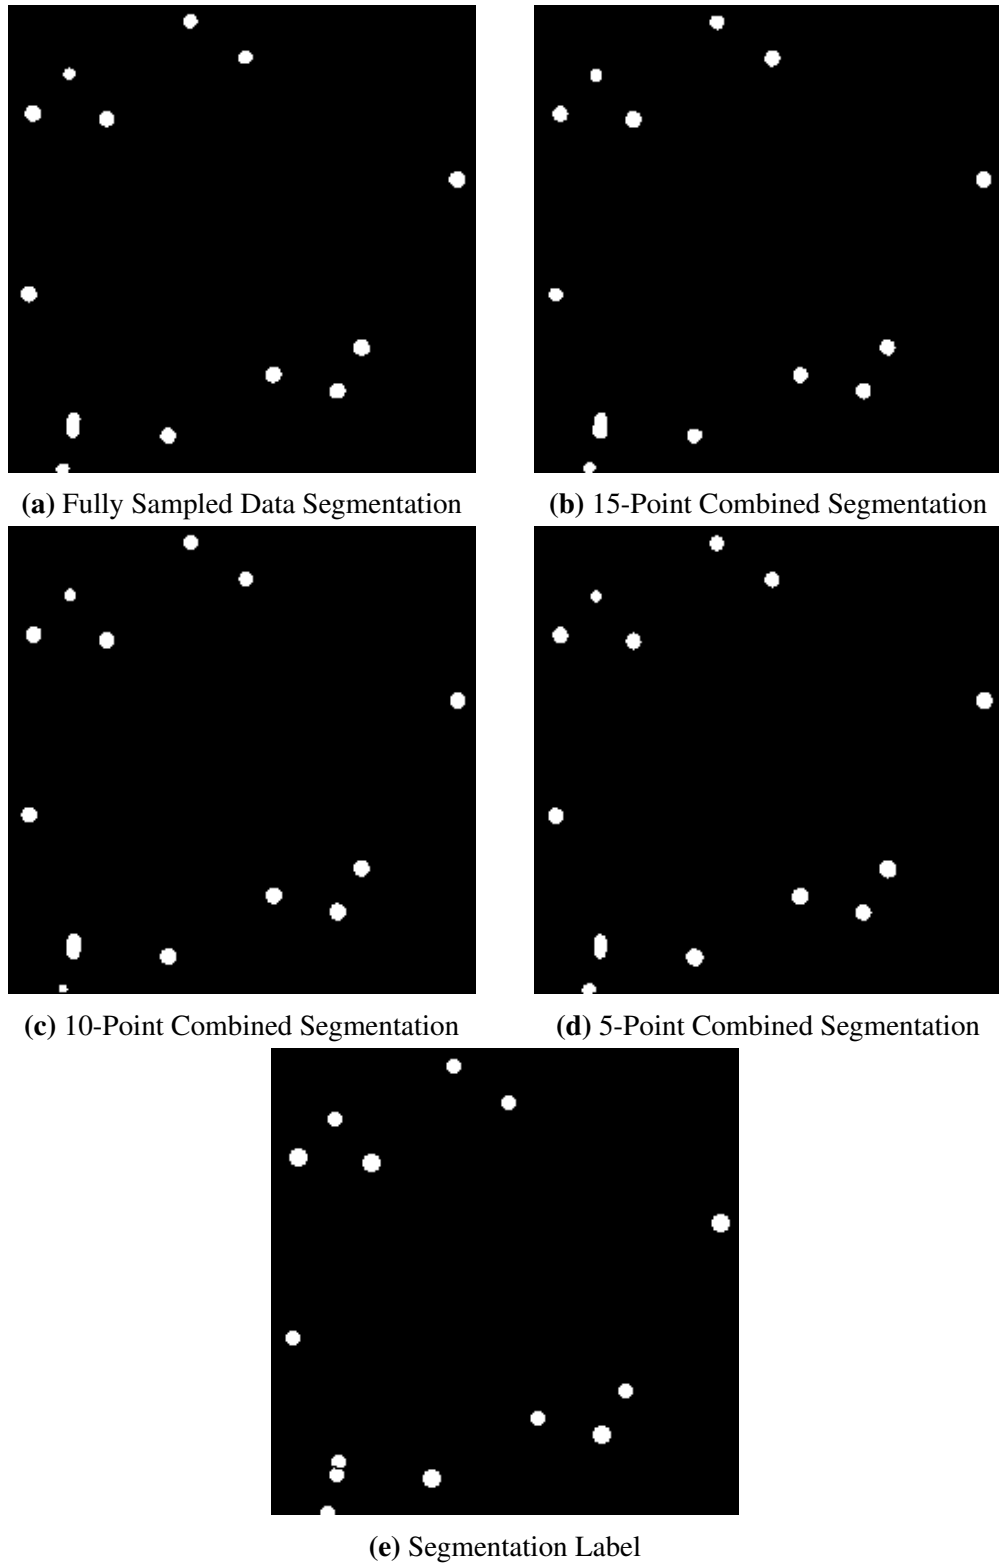 (a) Fully Sampled Data Segmentation
(b) 15-Point Combined Segmentation
(c) 10-Point Combined Segmentation
(d) 5-Point Combined Segmentation
(e) Segmentation Label